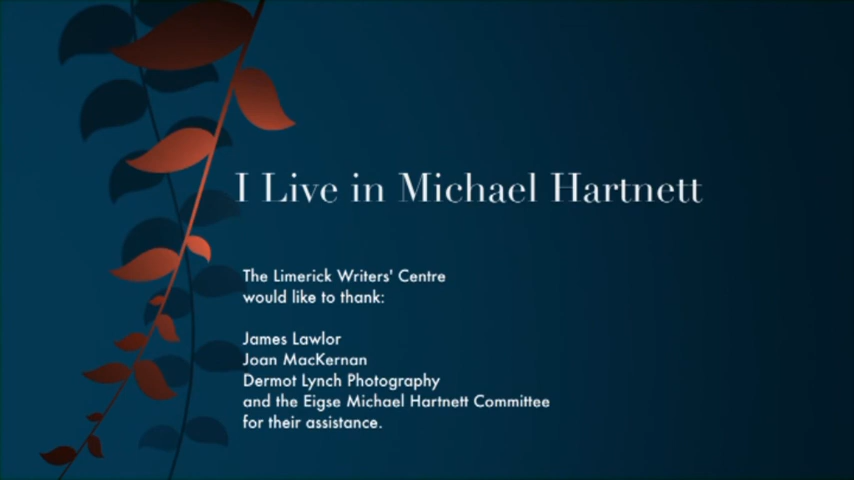 I Live in Michael Hartnett
The Limerick Writers' Centre
would like to thank:
James Lawlor
Joan MacKernan
Dermot Lynch Photography
and the Eigse Michael Hartnett Committee
for their assistance.